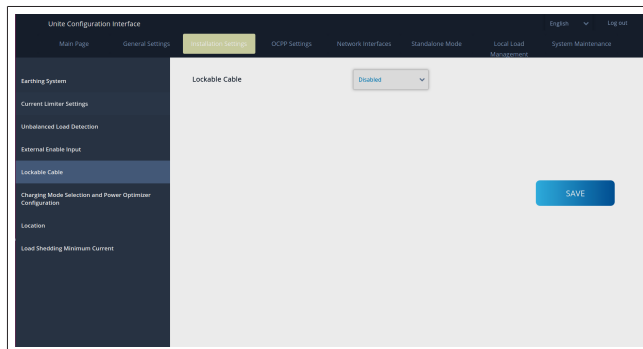 Unite Configuration Interface
English
Log out
Main Page
General Settings
Installation Settings
OCPP Settings
Network Interfaces
Standalone Mode
Local Load
Management
System Maintenance
Earthing System
Lockable Cable
Disabled
Current Limiter Settings
Unbalanced Load Detection
External Enable Input
Lockable Cable
Charging Mode Selection and Power Optimizer
Configuration
SAVE
Location
Load Shedding Minimum Current